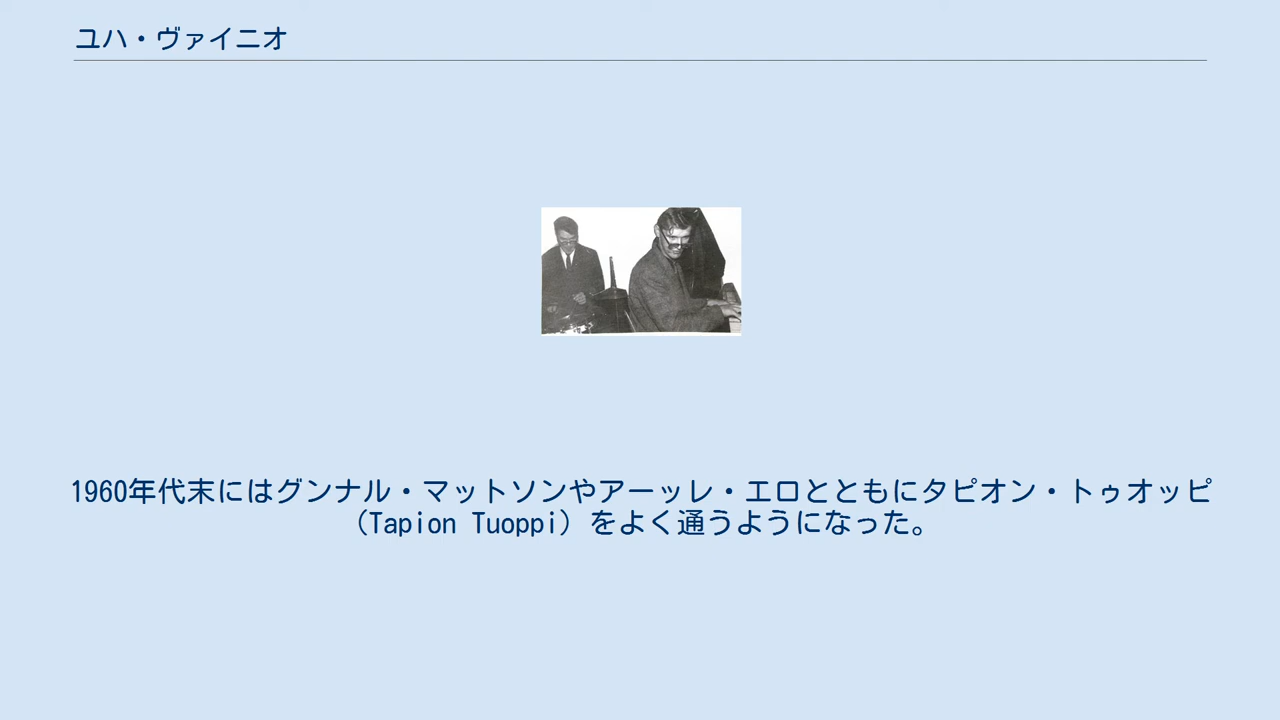 ユハ・ヴァイニオ
1960年代末にはグンナル・マットソンやアーッレ・エロとともにタピオン・トゥオッピ
（Tapion Tuoppi）をよく通うようになった。